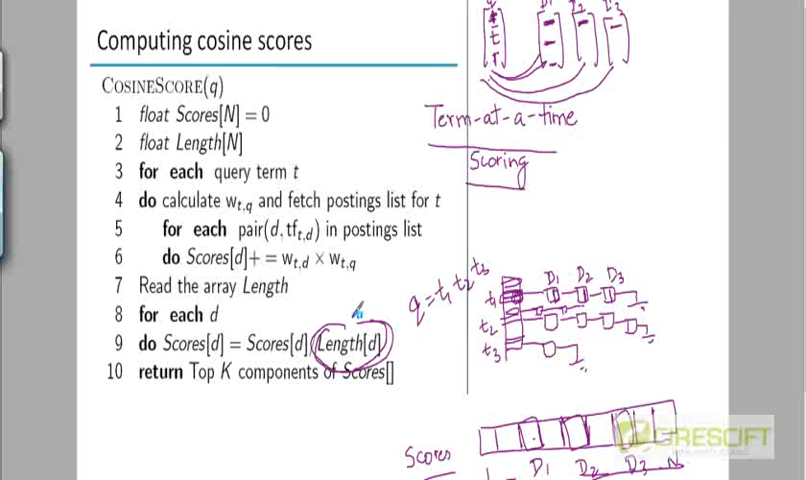 Computing cosine scores
COSINESCORE(q)
1 float Scores[N] = 0
2 float Length[N]
3 for each query term t
4 do calculate w_{t,q} and fetch postings list for t
5 for each pair(d, tf_{t,d}) in postings list
6 do Scores[d]+ = w_{t,d} × w_{t,q}
7 Read the array Length
8 for each d
9 do Scores[d] = Scores[d]/Length[d]
10 return Top K components of Scores[]
t
r
Term-at-a-time
Scoring
q = t1 t2 t3
D1 D2 D3
t1
t2
t3
Scores
D1 D2 D3 N